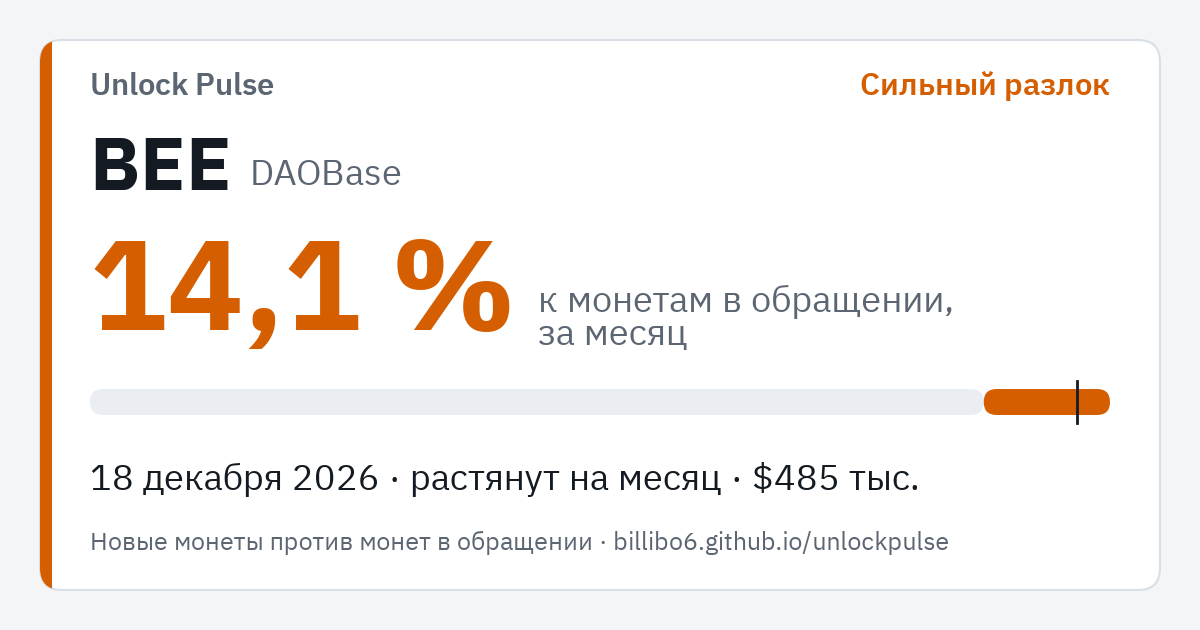 Unlock Pulse
Сильный разлок
BEE DAOBase
14,1 % к монетам в обращении,
за месяц
18 декабря 2026 · растянут на месяц · $485 тыс.
Новые монеты против монет в обращении · billibo6.github.io/unlockpulse